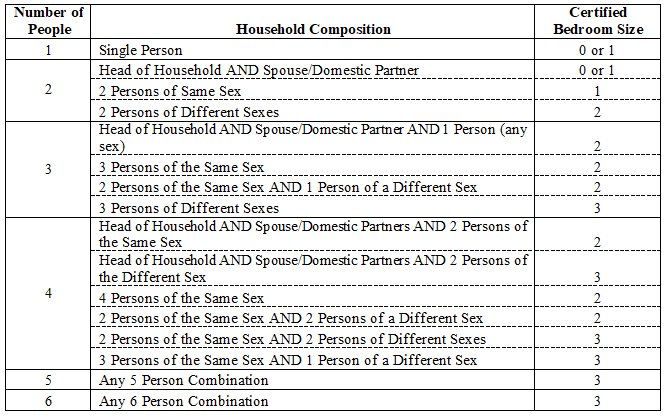 Number of People Household Composition Certified Bedroom Size
1 Single Person 0 or 1
2 Head of Household AND Spouse/Domestic Partner 0 or 1
2 Persons of Same Sex 1
2 Persons of Different Sexes 2
3 Head of Household AND Spouse/Domestic Partner AND 1 Person (any
sex) 2
3 Persons of the Same Sex 2
2 Persons of the Same Sex AND 1 Person of a Different Sex 2
3 Persons of Different Sexes 3
4 Head of Household AND Spouse/Domestic Partners AND 2 Persons of
the Same Sex 2
Head of Household AND Spouse/Domestic Partners AND 2 Persons of
the Different Sex 3
4 Persons of the Same Sex 2
2 Persons of the Same Sex AND 2 Persons of a Different Sex 2
2 Persons of the Same Sex AND 2 Persons of Different Sexes 3
3 Persons of the Same Sex AND 1 Person of a Different Sex 3
5 Any 5 Person Combination 3
6 Any 6 Person Combination 3